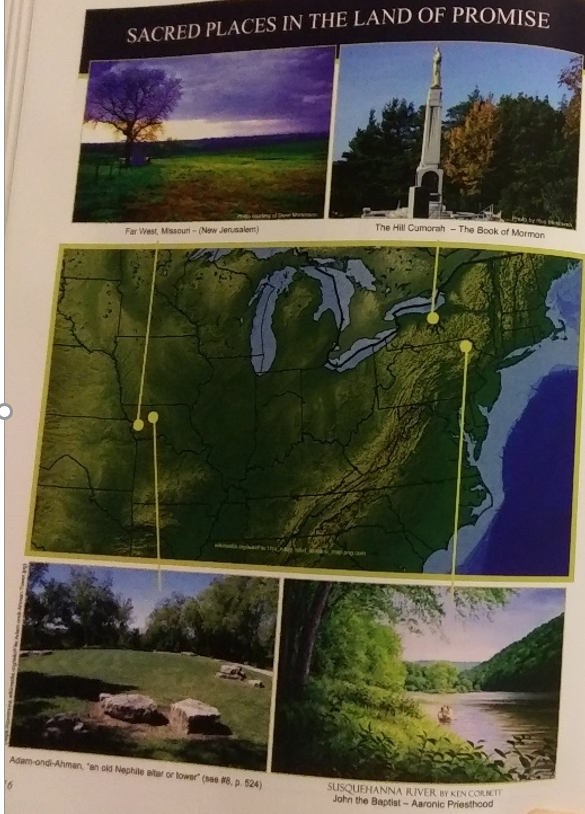 SACRED PLACES IN THE LAND OF PROMISE
Far West, Missouri – (New Jerusalem)
The Hill Cumorah – The Book of Mormon
Adam-ondi-Ahman, "an old Nephite altar or tower" (see #8, p. 524)
SUSQUEHANNA RIVER BY KEN CORBETT
John the Baptist – Aaronic Priesthood
6